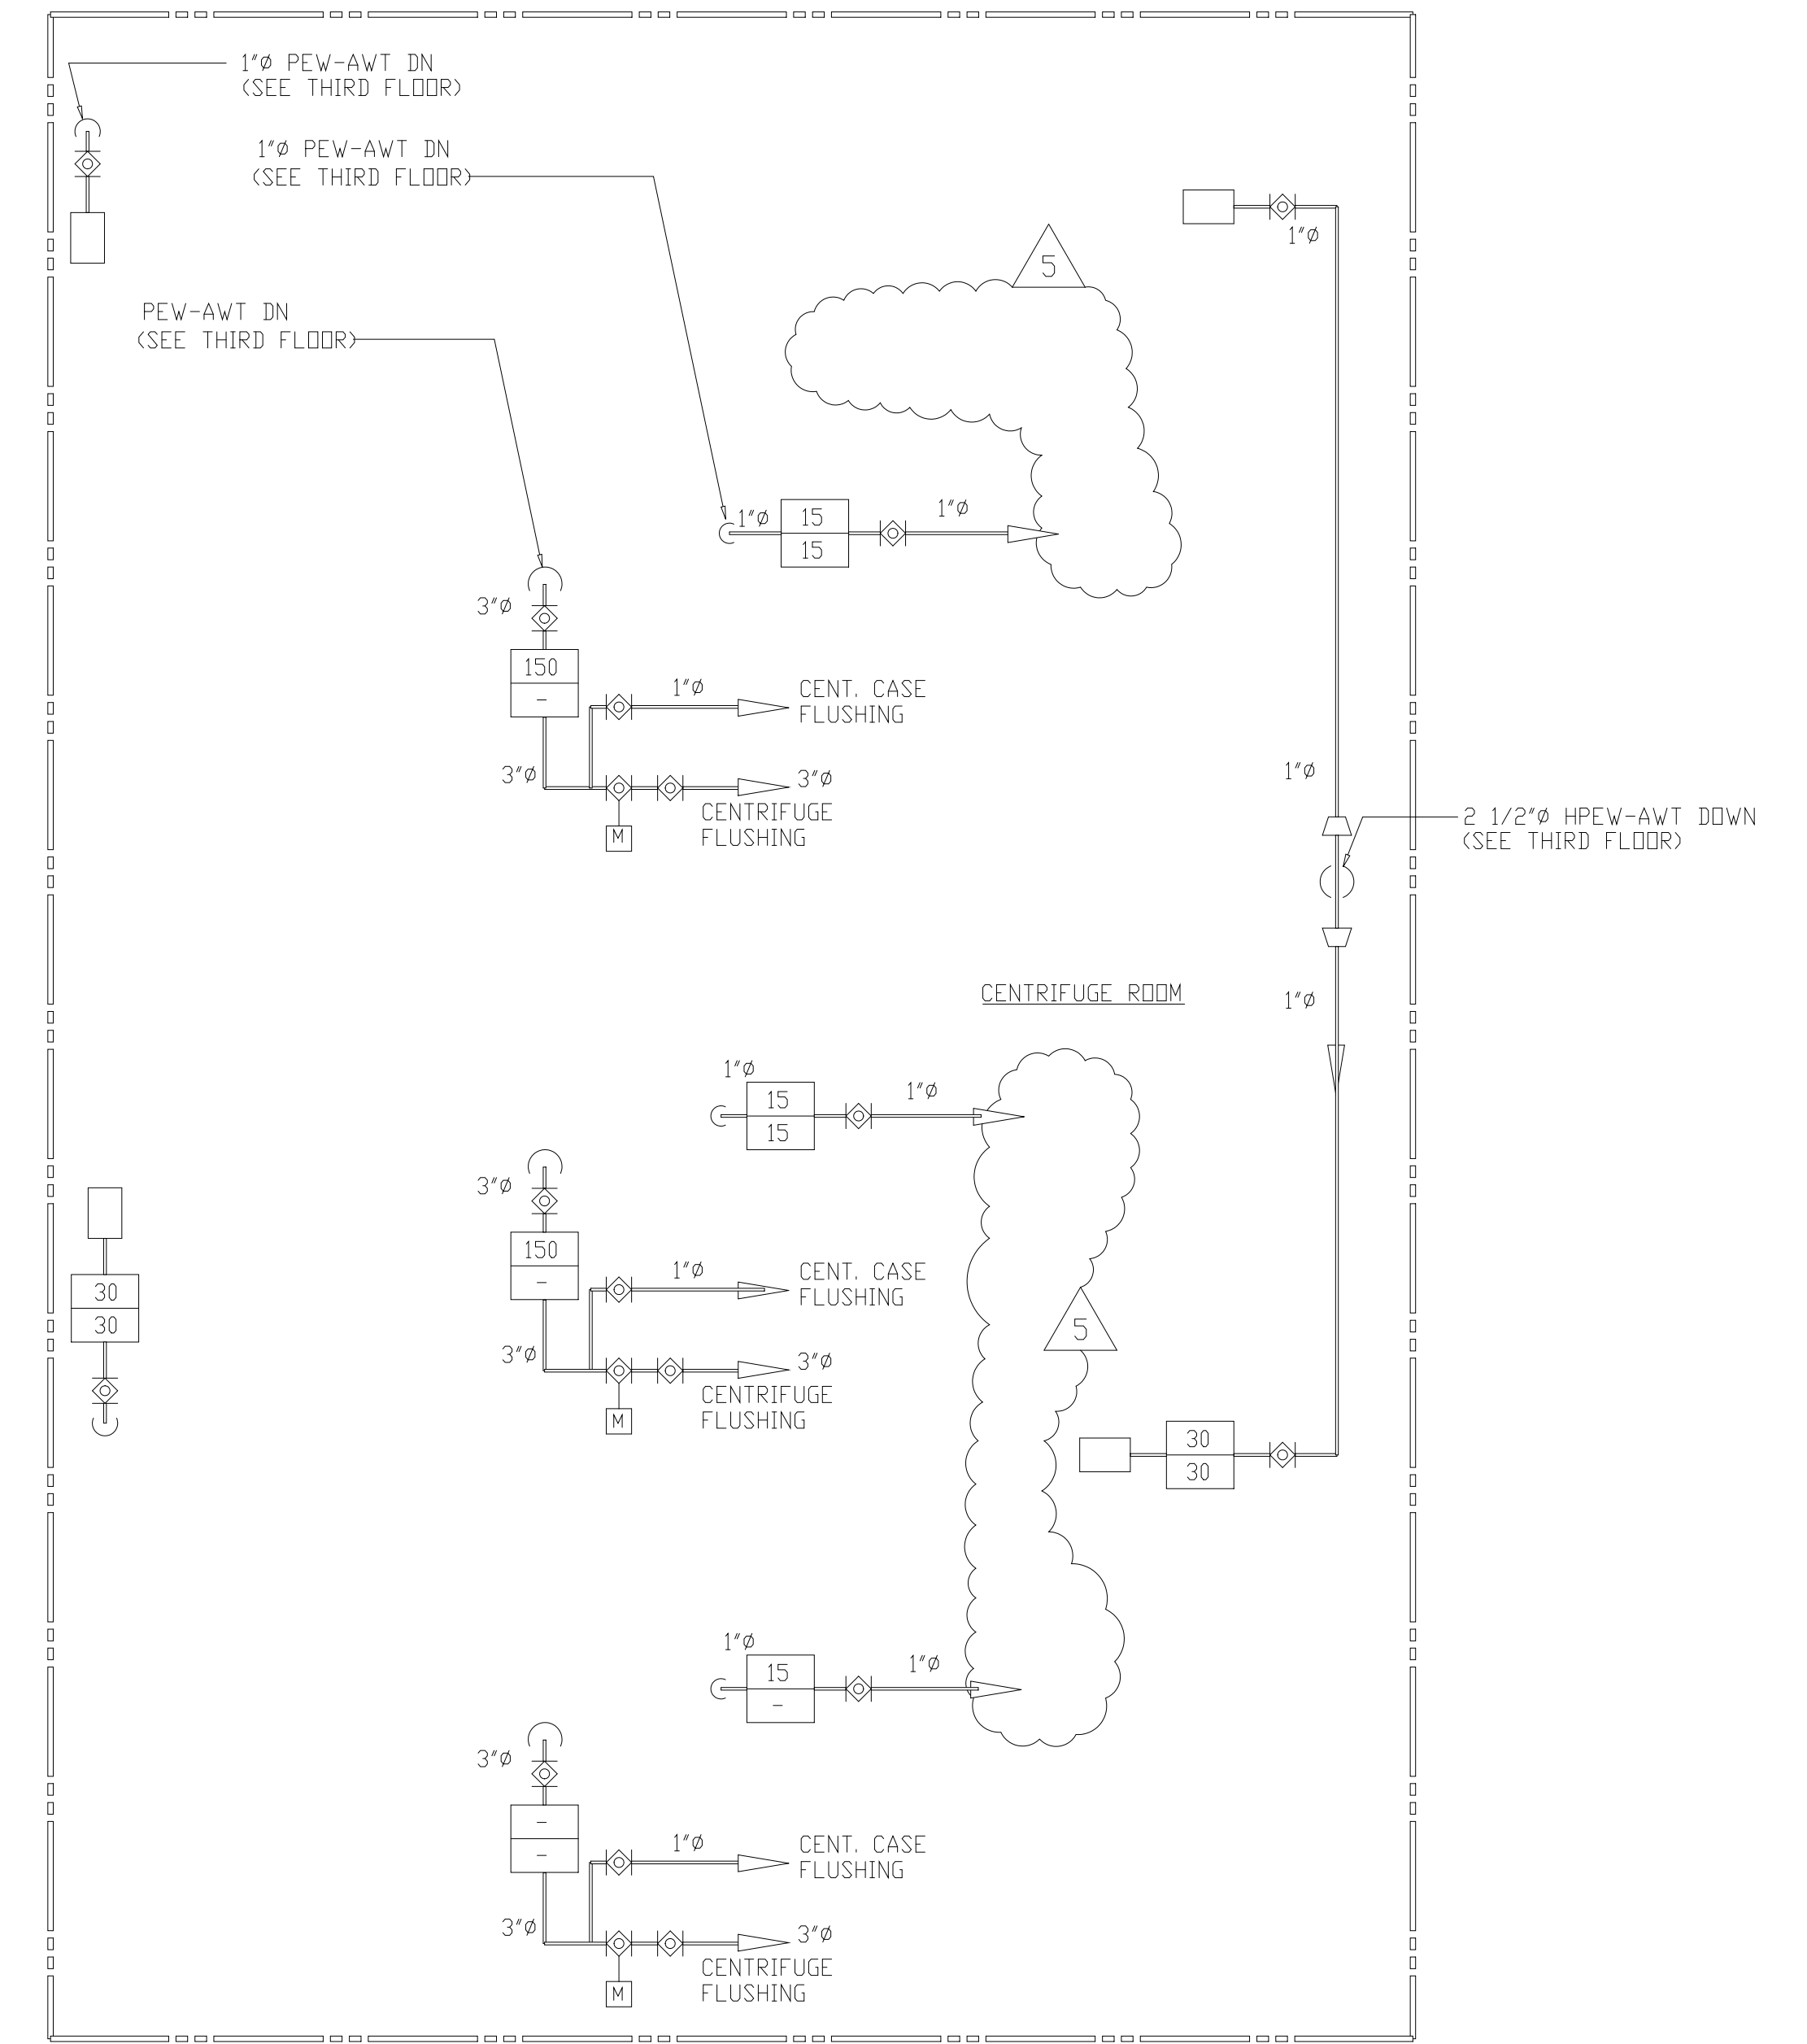 1"Ø PEW-AWT DN
(SEE THIRD FLOOR)
1"Ø PEW-AWT DN
(SEE THIRD FLOOR)
1"Ø
5
PEW-AWT DN
(SEE THIRD FLOOR)
1"Ø
15
15
1"Ø
3"Ø
150
-
1"Ø
CENT. CASE
FLUSHING
3"Ø
3"Ø
CENTRIFUGE
FLUSHING
M
1"Ø
2 1/2"Ø HPEW-AWT DOWN
(SEE THIRD FLOOR)
CENTRIFUGE ROOM
1"Ø
1"Ø
15
15
1"Ø
3"Ø
150
-
1"Ø
CENT. CASE
FLUSHING
30
30
5
3"Ø
3"Ø
CENTRIFUGE
FLUSHING
M
30
30
1"Ø
15
-
1"Ø
3"Ø
-
-
1"Ø
CENT. CASE
FLUSHING
3"Ø
3"Ø
CENTRIFUGE
FLUSHING
M